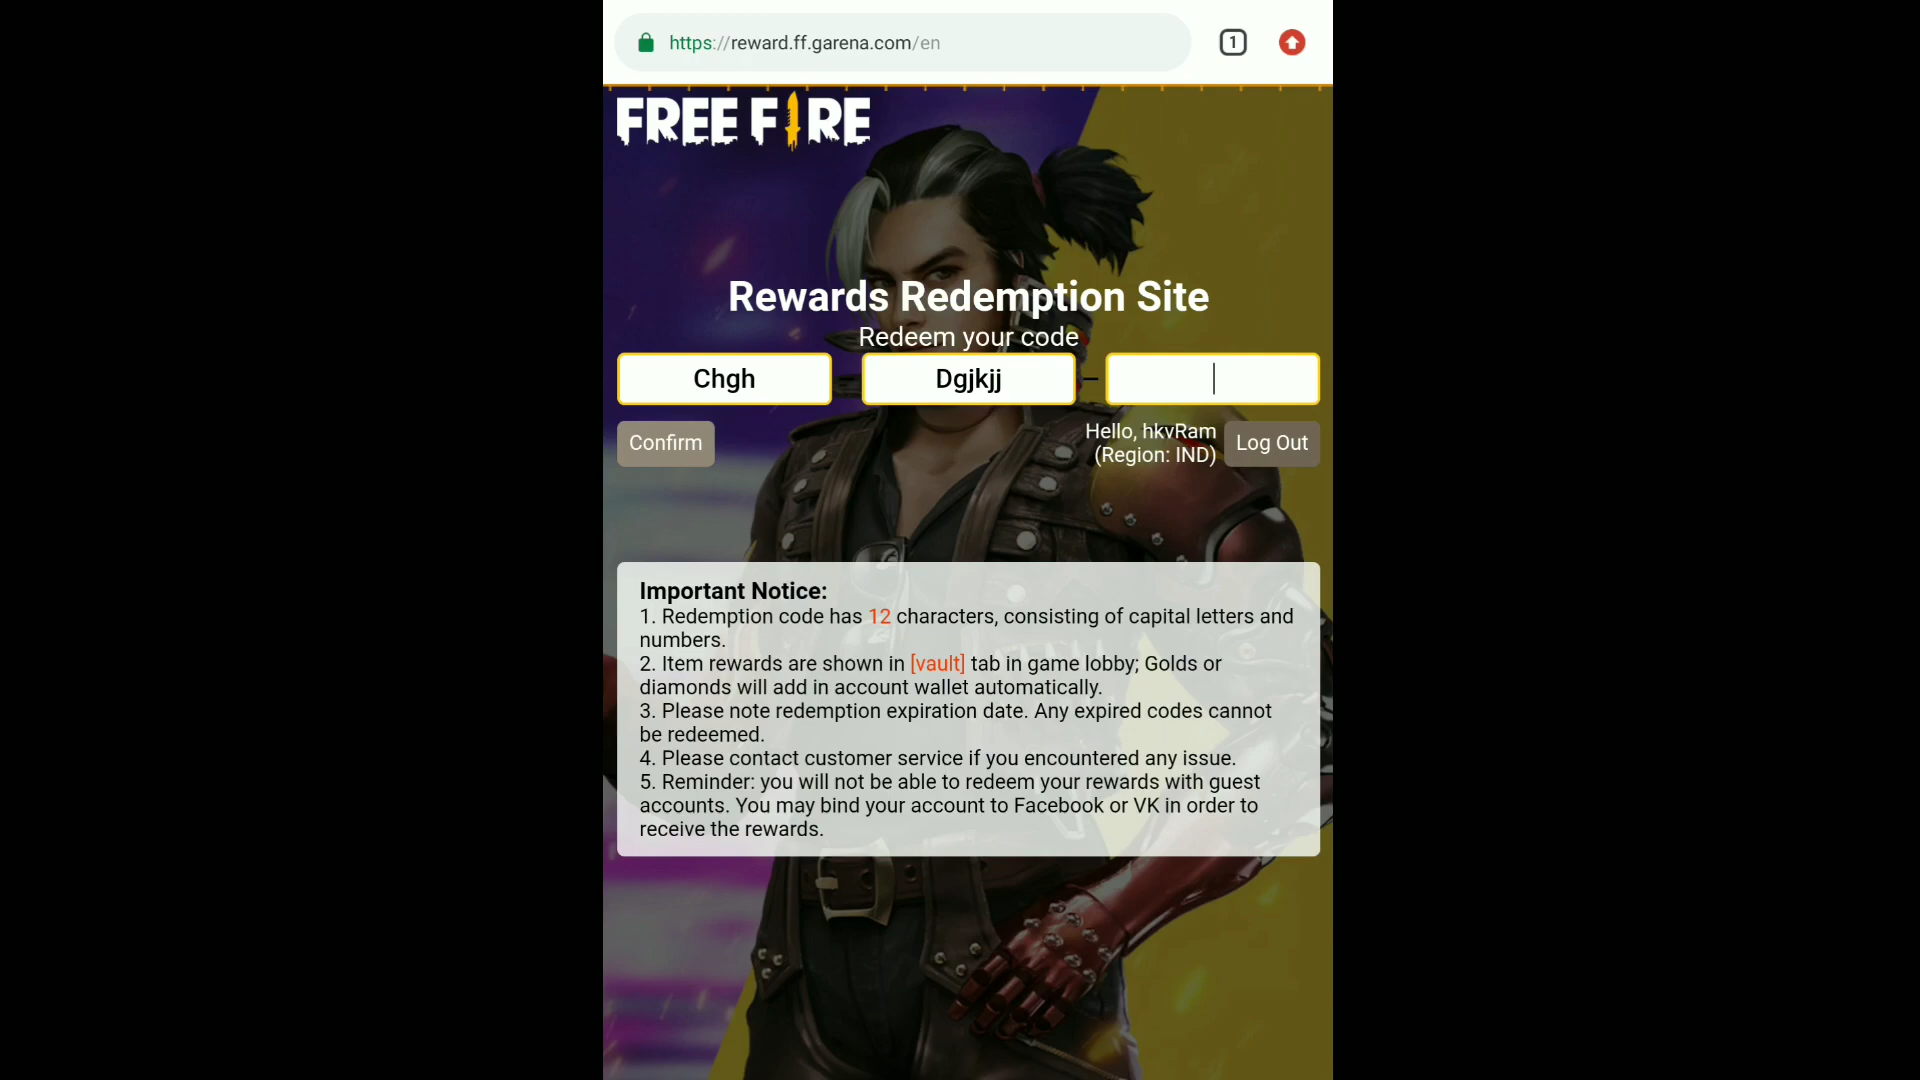 https://reward.ff.garena.com/en
1
FREE FIRE
Rewards Redemption Site
Redeem your code
Chgh – Dgjkjj –
Confirm
Hello, hkvRam
(Region: IND)
Log Out
Important Notice:
1. Redemption code has 12 characters, consisting of capital letters and
numbers.
2. Item rewards are shown in [vault] tab in game lobby; Golds or
diamonds will add in account wallet automatically.
3. Please note redemption expiration date. Any expired codes cannot
be redeemed.
4. Please contact customer service if you encountered any issue.
5. Reminder: you will not be able to redeem your rewards with guest
accounts. You may bind your account to Facebook or VK in order to
receive the rewards.